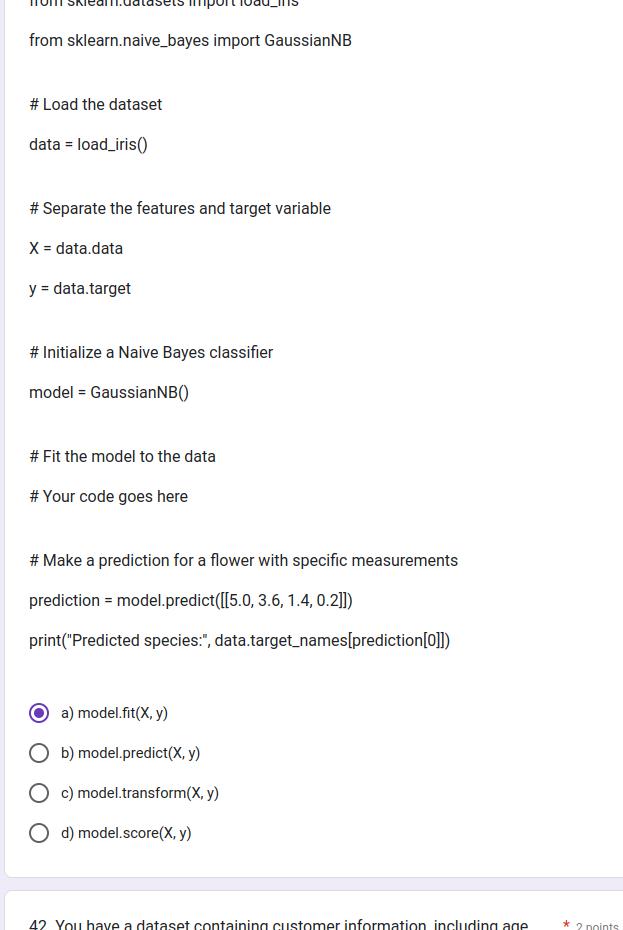 from sklearn.datasets import load_iris
from sklearn.naive_bayes import GaussianNB
# Load the dataset
data = load_iris()
# Separate the features and target variable
X = data.data
y = data.target
# Initialize a Naive Bayes classifier
model = GaussianNB()
# Fit the model to the data
# Your code goes here
# Make a prediction for a flower with specific measurements
prediction = model.predict([[5.0, 3.6, 1.4, 0.2]])
print("Predicted species:", data.target_names[prediction[0]])
a) model.fit(X, y)
b) model.predict(X, y)
c) model.transform(X, y)
d) model.score(X, y)
42. You have a dataset containing customer information, including age, * 2 points